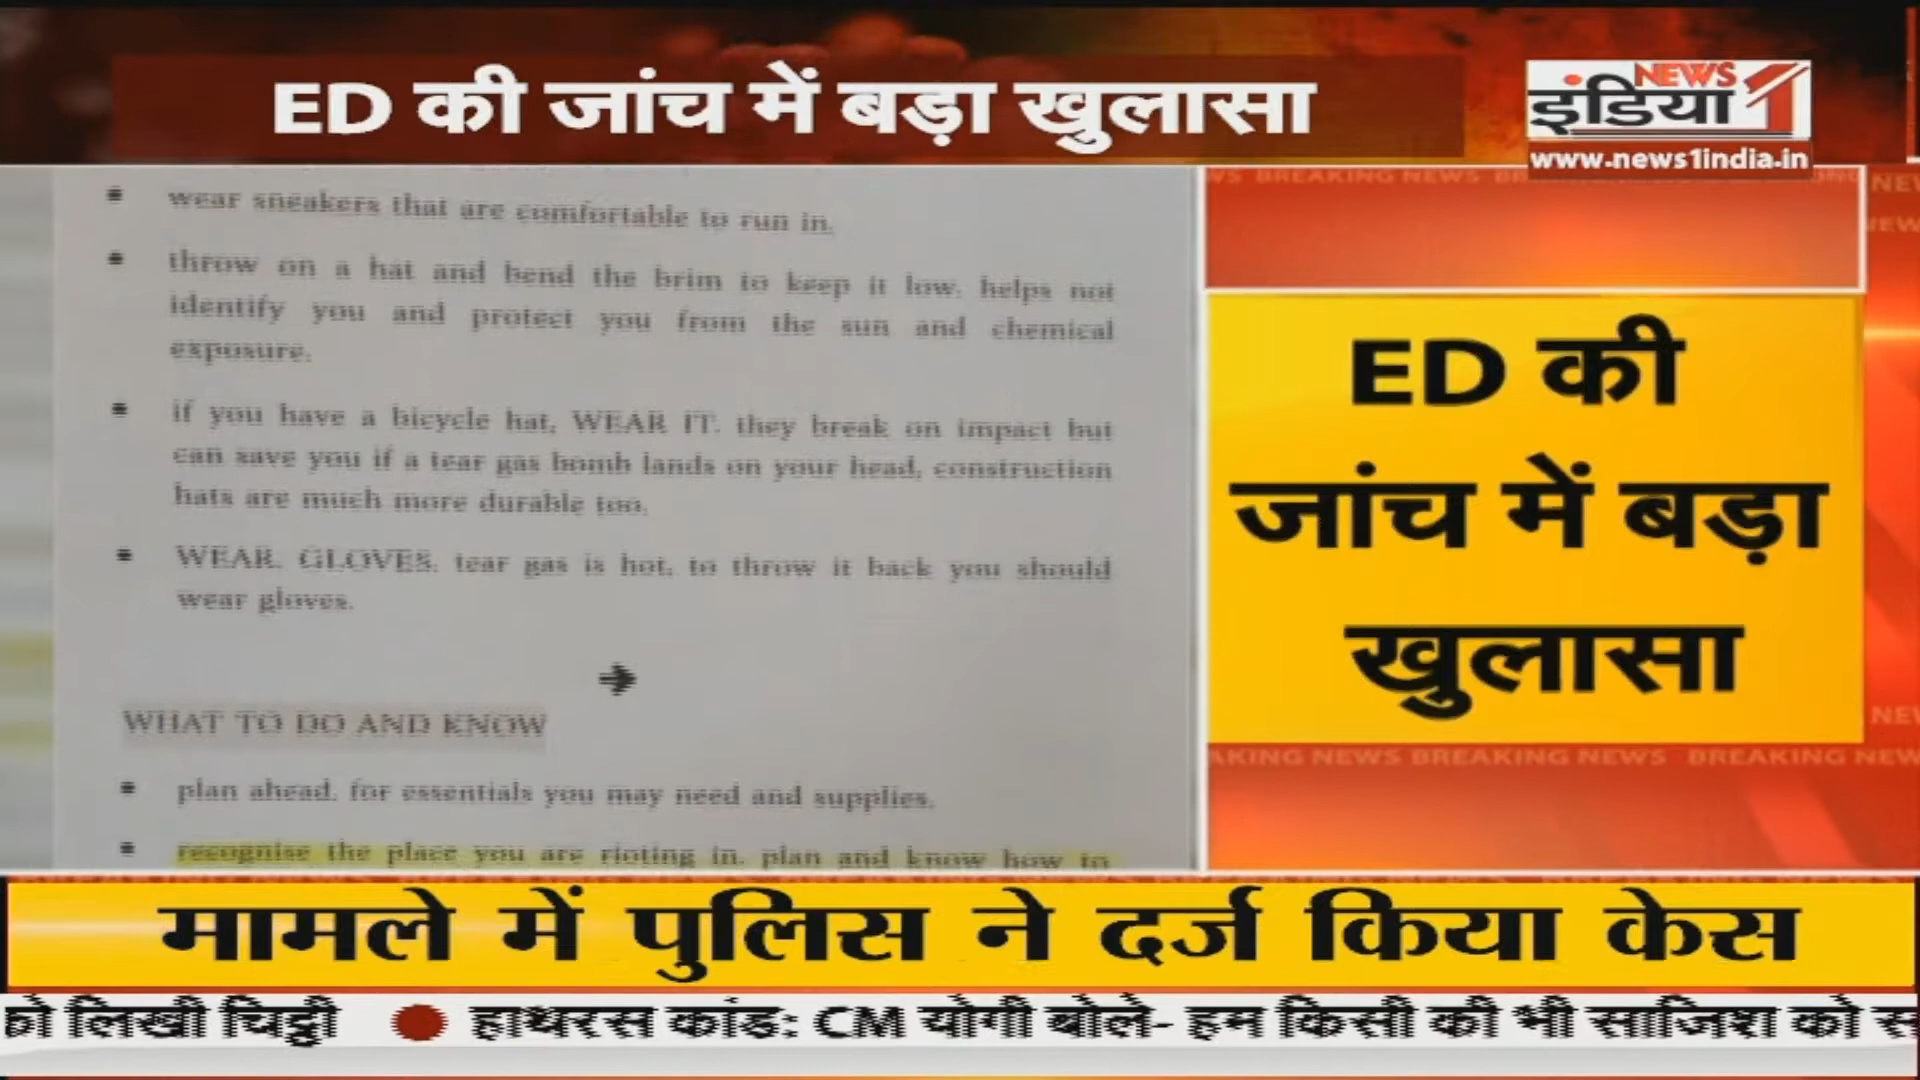 ED की जांच में बड़ा खुलासा
NEWS
इंडिया 1
www.news1india.in
wear sneakers that are comfortable to run in.
throw on a hat and bend the brim to keep it low. helps not
identify you and protect you from the sun and chemical
exposure.
if you have a bicycle hat, WEAR IT. they break on impact but
can save you if a tear gas bomb lands on your head, construction
hats are much more durable too.
WEAR. GLOVES. tear gas is hot. to throw it back you should
wear gloves.
WHAT TO DO AND KNOW
plan ahead. for essentials you may need and supplies.
recognise the place you are rioting in. plan and know how to
BREAKING NEWS
ED की
जांच में बड़ा
खुलासा
AKING NEWS BREAKING NEWS BREAKING NEW
मामले में पुलिस ने दर्ज किया केस
को लिखी चिट्ठी हाथरस कांड: CM योगी बोले- हम किसी की भी साजिश को स